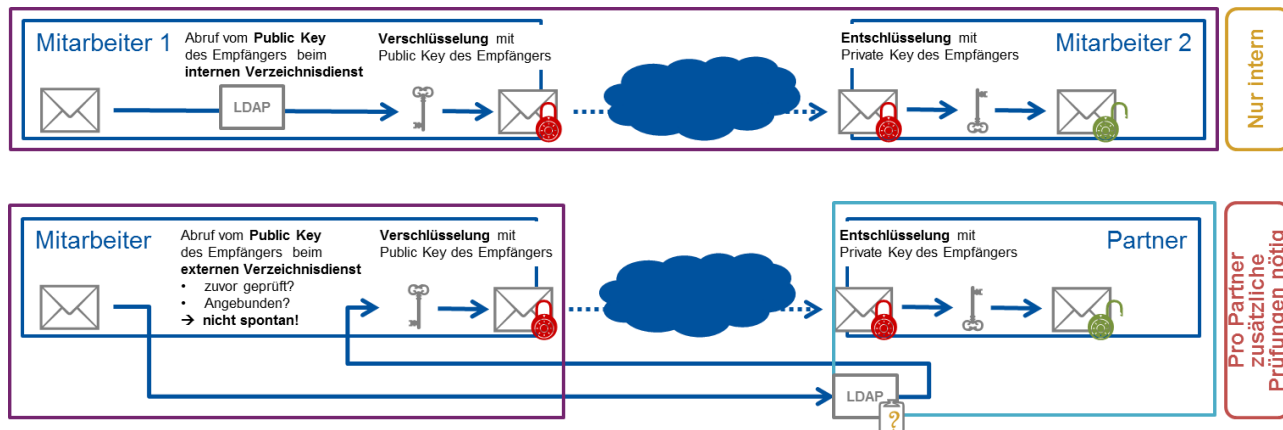 Mitarbeiter 1
Abruf vom Public Key
des Empfängers beim
internen Verzeichnisdienst
LDAP
Verschlüsselung mit
Public Key des Empfängers
Entschlüsselung mit
Private Key des Empfängers
Mitarbeiter 2
Nur intern
Mitarbeiter
Abruf vom Public Key
des Empfängers beim
externen Verzeichnisdienst
• zuvor geprüft?
• Angebunden?
→ nicht spontan!
Verschlüsselung mit
Public Key des Empfängers
Entschlüsselung mit
Private Key des Empfängers
Partner
LDAP
?
Pro Partner
zusätzliche
Prüfungen nötig